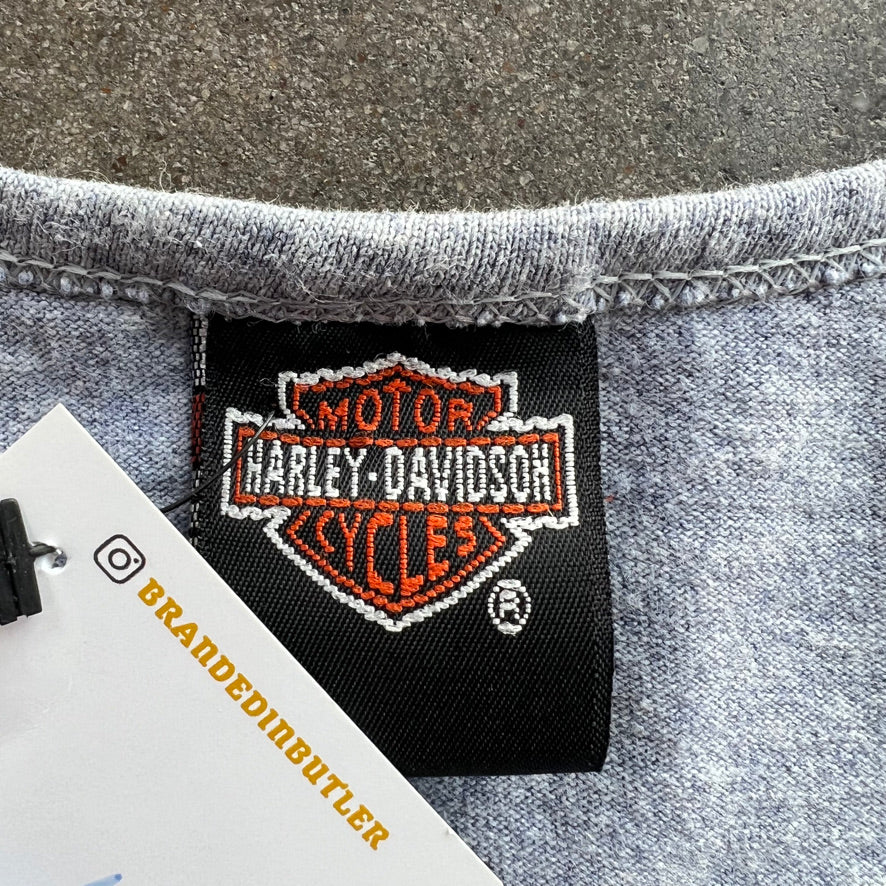 MOTOR
HARLEY-DAVIDSON
CYCLES
®
BRANDEDINBUTLER